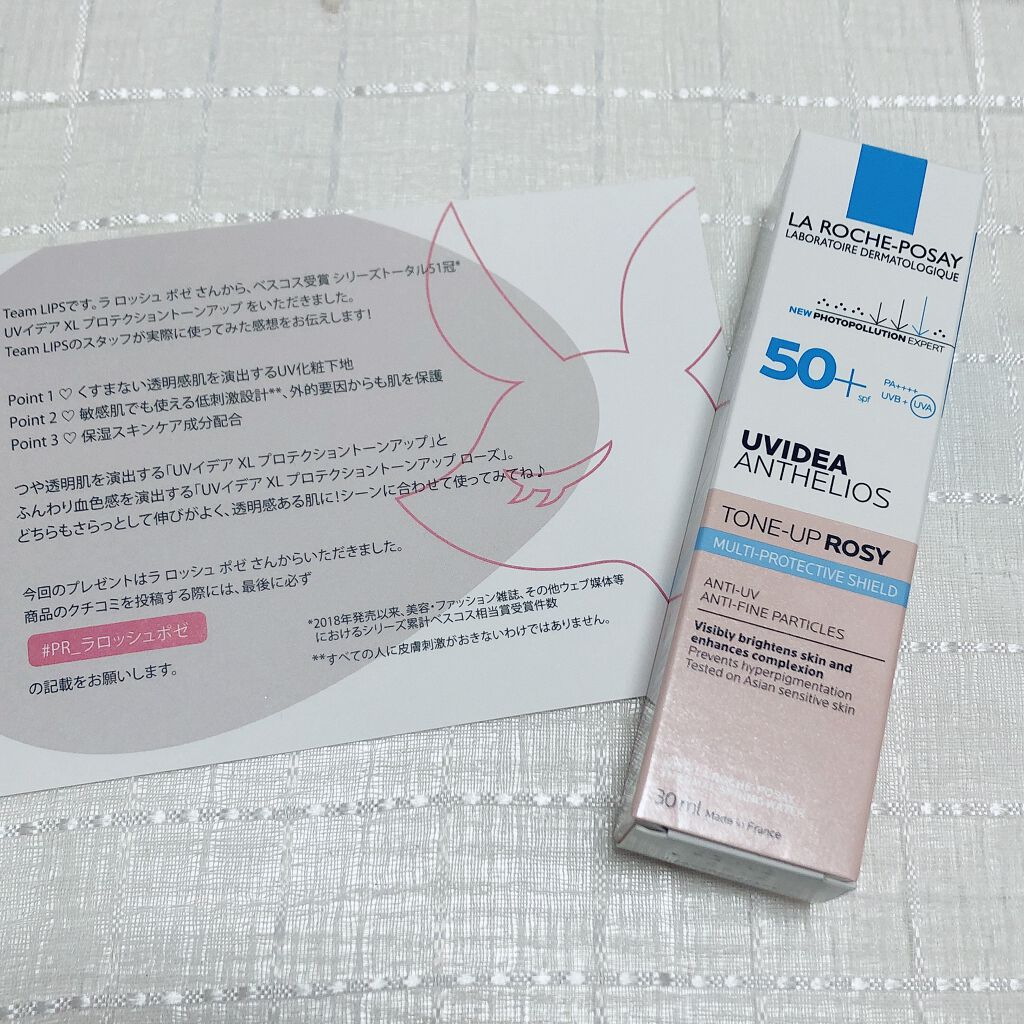 Team LIPSです。ラ ロッシュ ポゼ さんから、ベスコス受賞 シリーズトータル51冠*
UVイデア XL プロテクショントーンアップ をいただきました。
Team LIPSのスタッフが実際に使ってみた感想をお伝えします!
Point 1 ♡ くすまない透明感肌を演出するUV化粧下地
Point 2 ♡ 敏感肌でも使える低刺激設計**、外的要因からも肌を保護
Point 3 ♡ 保湿スキンケア成分配合
つや透明肌を演出する「UVイデア XL プロテクショントーンアップ」と
ふんわり血色感を演出する「UVイデア XL プロテクショントーンアップ ローズ」。
どちらもさらっとして伸びがよく、透明感ある肌に!シーンに合わせて使ってみてね♪
今回のプレゼントはラ ロッシュ ポゼ さんからいただきました。
商品のクチコミを投稿する際には、最後に必ず
#PR_ラロッシュポゼ
の記載をお願いします。
*2018年発売以来、美容・ファッション雑誌、その他ウェブ媒体等
におけるシリーズ累計ベスコス相当賞受賞件数
**すべての人に皮膚刺激がおきないわけではありません。
LA ROCHE-POSAY
LABORATOIRE DERMATOLOGIQUE
NEW PHOTOPOLLUTION EXPERT
50+ spf
PA++++
UVB + UVA
UVIDEA
ANTHELIOS
TONE-UP ROSY
MULTI-PROTECTIVE SHIELD
ANTI-UV
ANTI-FINE PARTICLES
Visibly brightens skin and
enhances complexion
Prevents hyperpigmentation
Tested on Asian sensitive skin
30 ml Made in France